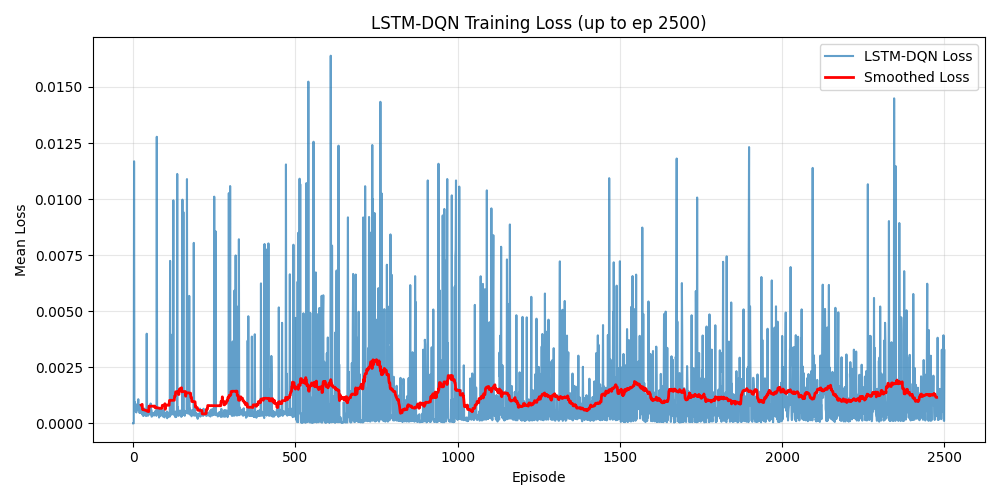 LSTM-DQN Training Loss (up to ep 2500)
LSTM-DQN Loss
Smoothed Loss
Mean Loss
0.0150
0.0125
0.0100
0.0075
0.0050
0.0025
0.0000
0 500 1000 1500 2000 2500
Episode